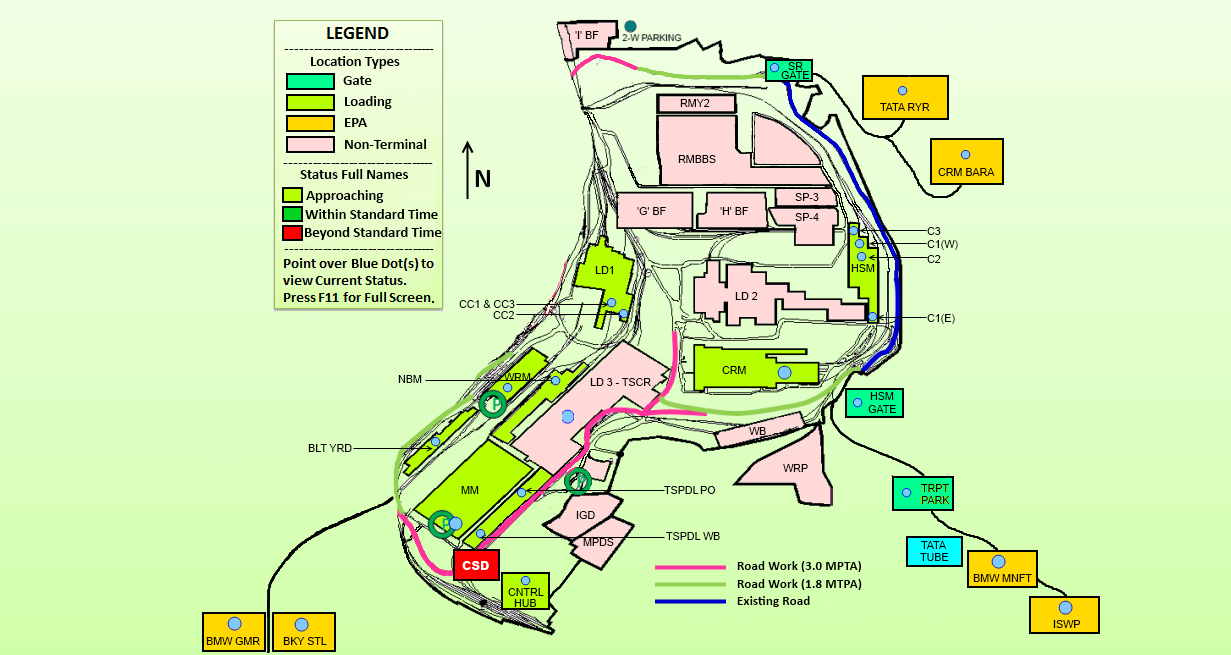 LEGEND
Location Types
Gate
Loading
EPA
Non-Terminal
Status Full Names
Approaching
Within Standard Time
Beyond Standard Time
Point over Blue Dot(s) to
view Current Status.
Press F11 for Full Screen.
N
'I' BF
2-W PARKING
SR
GATE
TATA RYR
CRM BARA
RMY2
RMBBS
SP-3
SP-4
'G' BF
'H' BF
C3
C1(W)
C2
HSM
C1(E)
LD1
LD 2
CC1 & CC3
CC2
NBM
WRM
LD 3 - TSCR
CRM
HSM
GATE
P
BLT YRD
WB
WRP
MM
P
P
TSPDL PO
TSPDL WB
IGD
MPDS
TRPT
PARK
TATA
TUBE
BMW MNFT
ISWP
CSD
CNTRL
HUB
Road Work (3.0 MPTA)
Road Work (1.8 MTPA)
Existing Road
BMW GMR
BKY STL